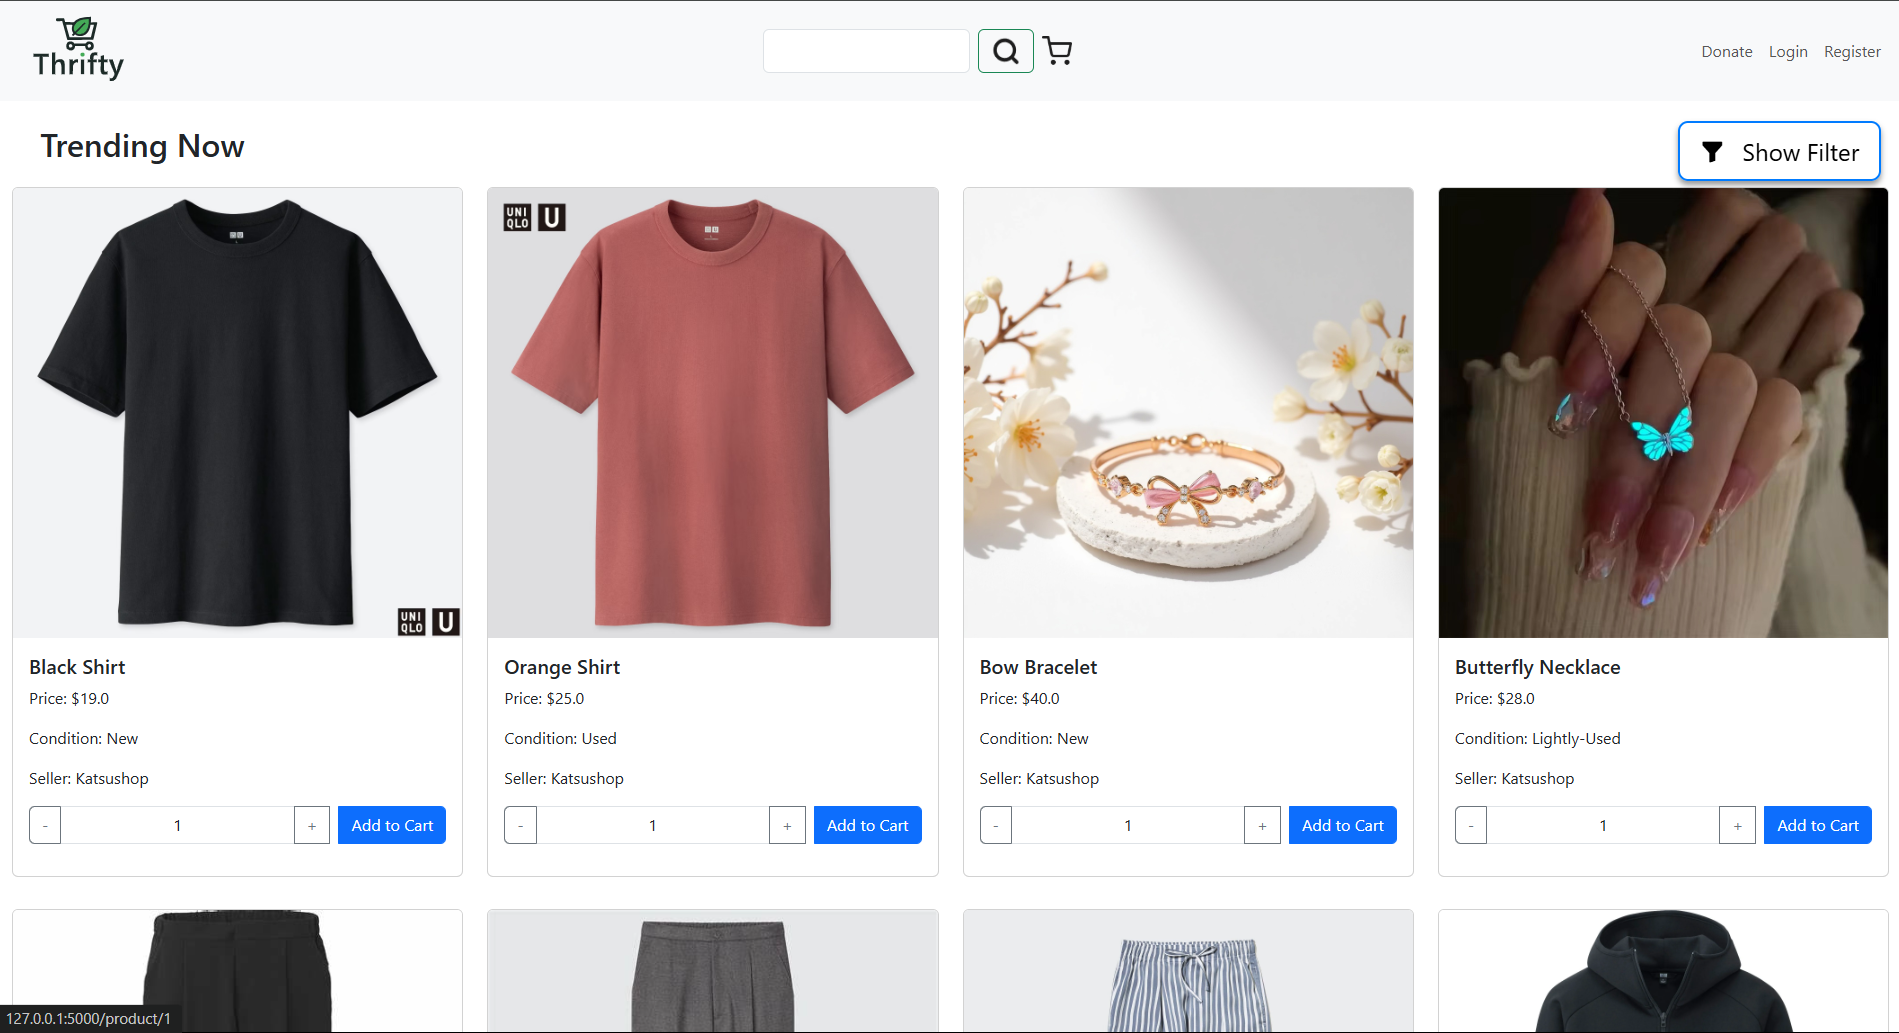 Thrifty
Donate Login Register
Trending Now
Show Filter
UNI
QLO U
UNI
QLO U
Black Shirt
Price: $19.0
Condition: New
Seller: Katsushop
- 1 + Add to Cart
Orange Shirt
Price: $25.0
Condition: Used
Seller: Katsushop
- 1 + Add to Cart
Bow Bracelet
Price: $40.0
Condition: New
Seller: Katsushop
- 1 + Add to Cart
Butterfly Necklace
Price: $28.0
Condition: Lightly-Used
Seller: Katsushop
- 1 + Add to Cart
127.0.0.1:5000/product/1